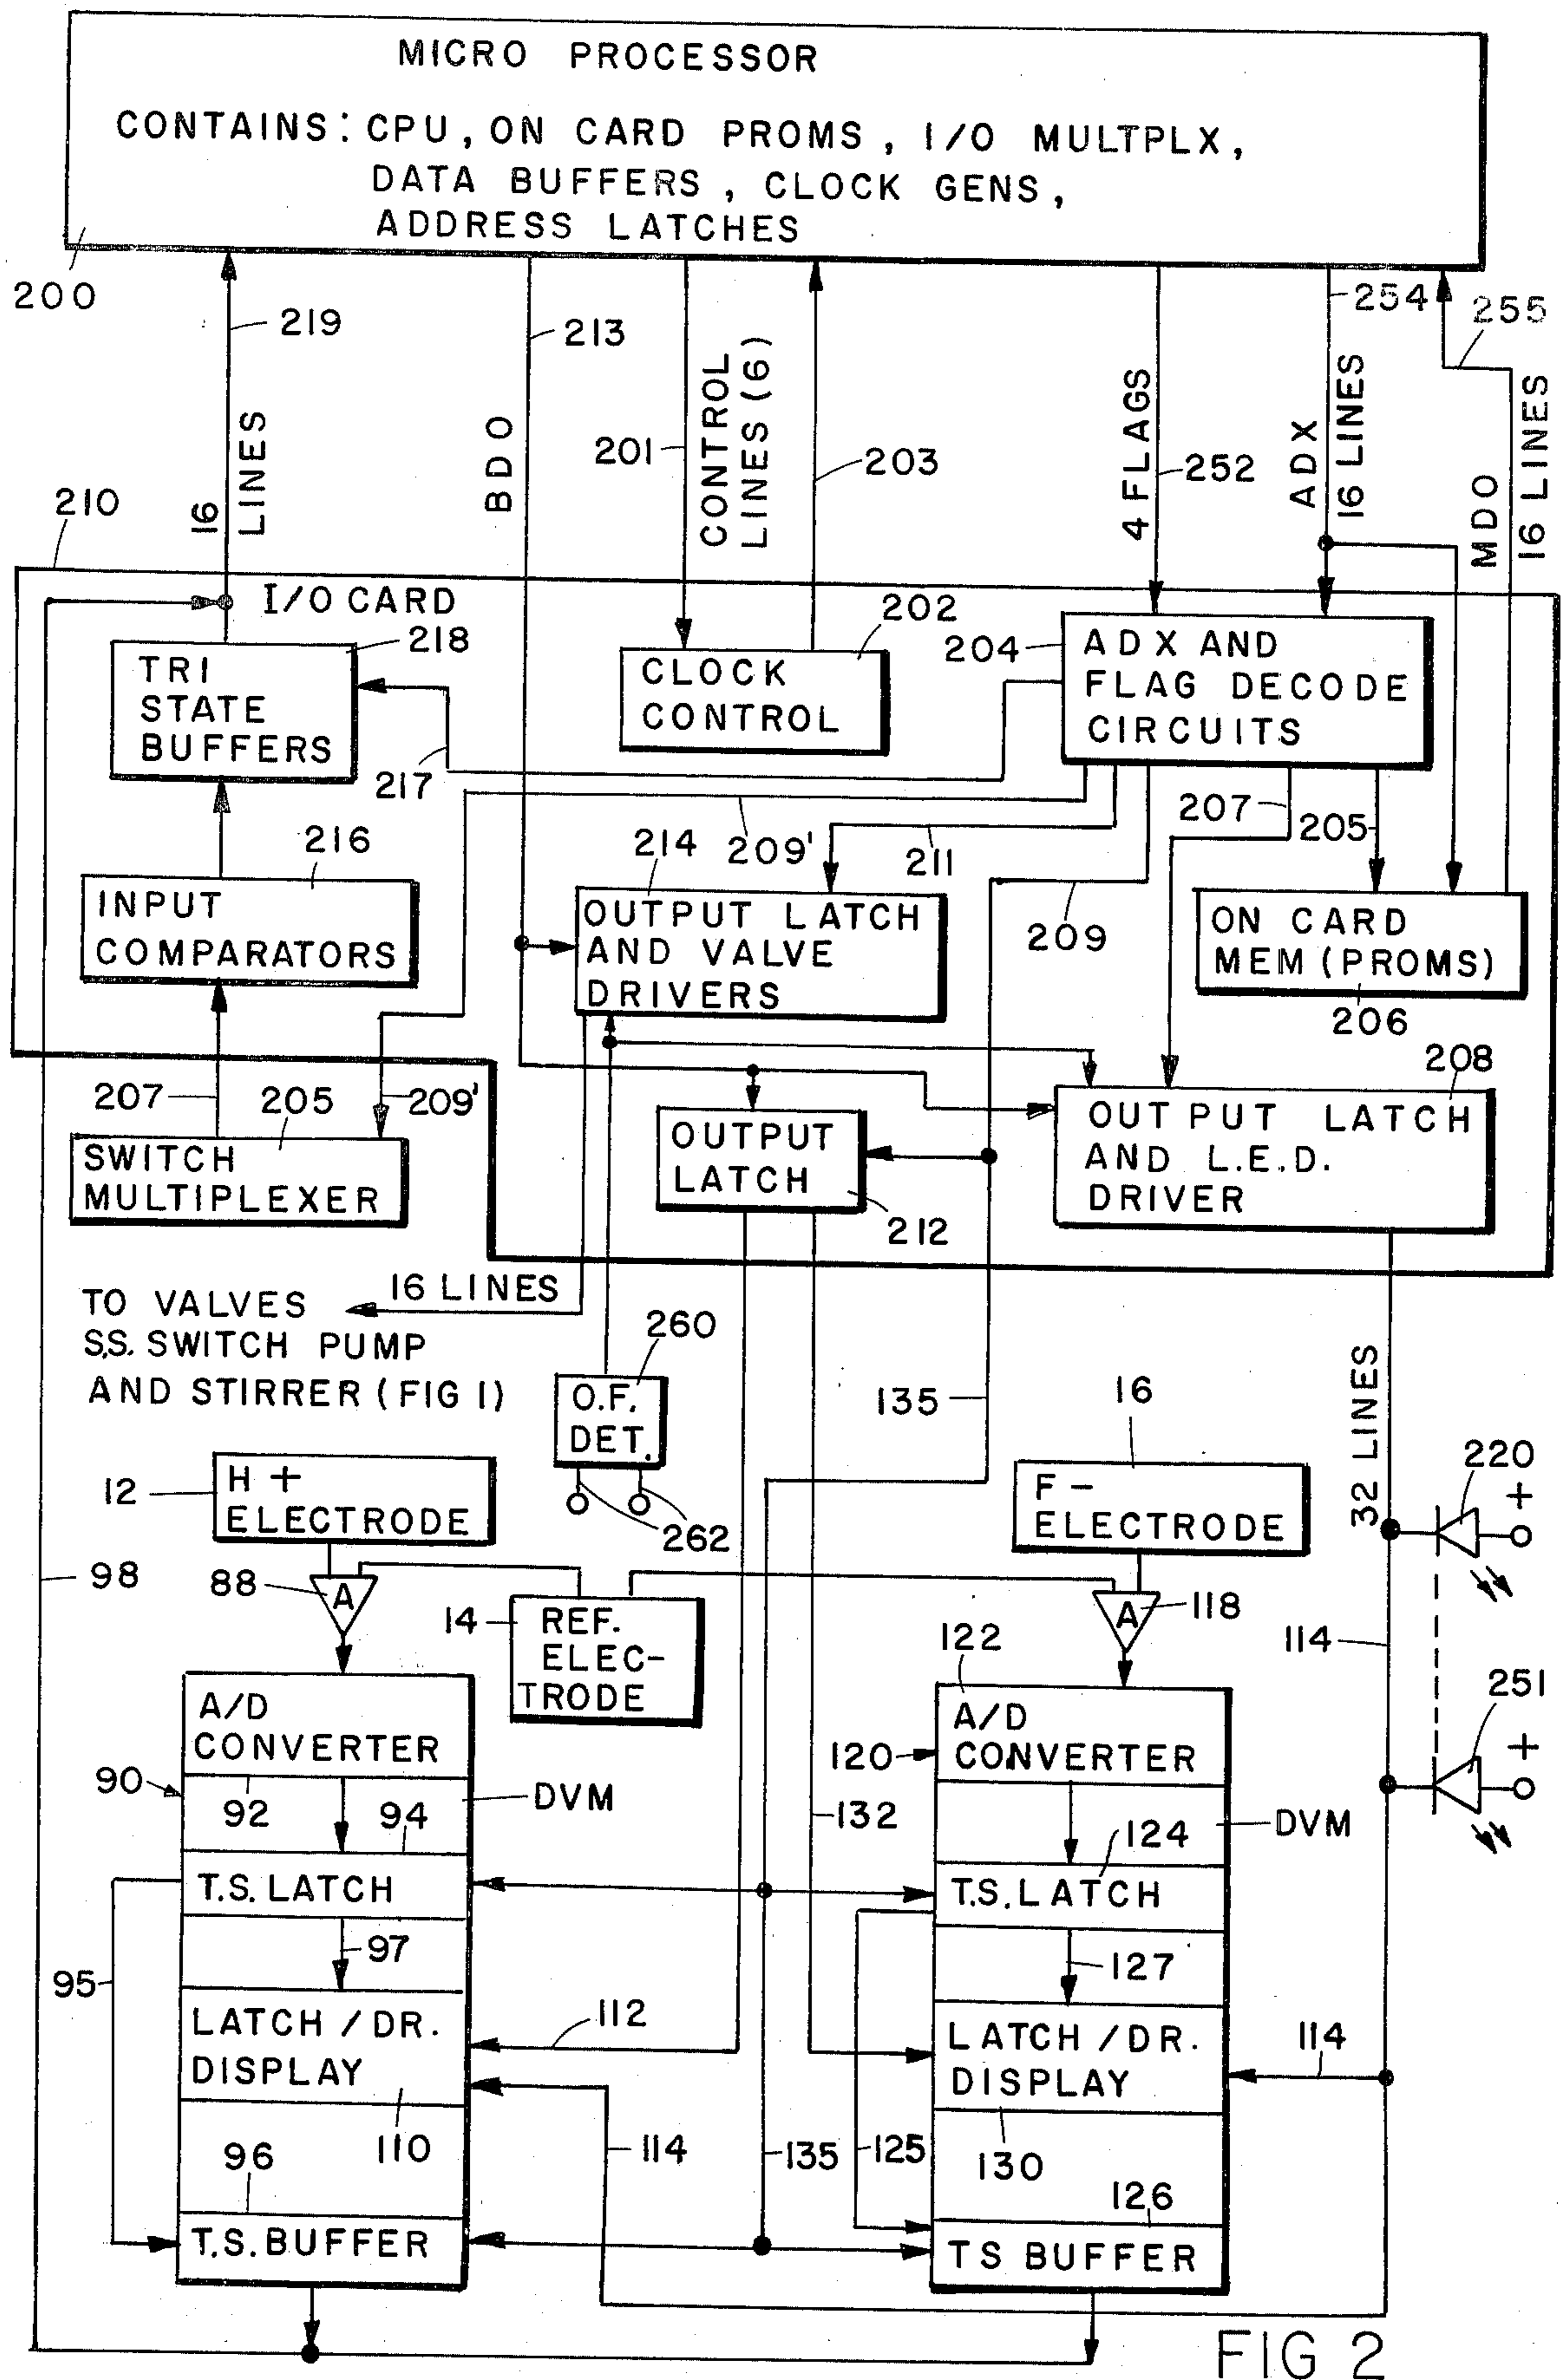 MICRO PROCESSOR
CONTAINS: CPU, ON CARD PROMS, I/O MULTPLX,
DATA BUFFERS, CLOCK GENS,
ADDRESS LATCHES
200
219
213
254
255
201
CONTROL
LINES (6)
203
4 FLAGS
252
ADX
16 LINES
MDO
16 LINES
BDO
16
LINES
210
I/O CARD
218
202
204
TRI
STATE
BUFFERS
CLOCK
CONTROL
ADX AND
FLAG DECODE
CIRCUITS
217
207
205
216
214
209'
211
209
INPUT
COMPARATORS
OUTPUT LATCH
AND VALVE
DRIVERS
ON CARD
MEM (PROMS)
206
208
207
205
209'
SWITCH
MULTIPLEXER
OUTPUT
LATCH
212
OUTPUT LATCH
AND L.E.D.
DRIVER
16 LINES
TO VALVES
S.S. SWITCH PUMP
AND STIRRER (FIG 1)
260
O.F.
DET.
262
135
16
32 LINES
220
+
12
H +
ELECTRODE
F -
ELECTRODE
98
88
A
14
REF.
ELEC-
TRODE
A
118
122
114
251
+
A/D
CONVERTER
90
92
94
DVM
A/D
CONVERTER
120
132
DVM
124
T.S. LATCH
T.S. LATCH
97
95
127
LATCH / DR.
DISPLAY
112
LATCH / DR.
DISPLAY
114
110
114
135
125
130
96
126
T.S. BUFFER
TS BUFFER
FIG 2